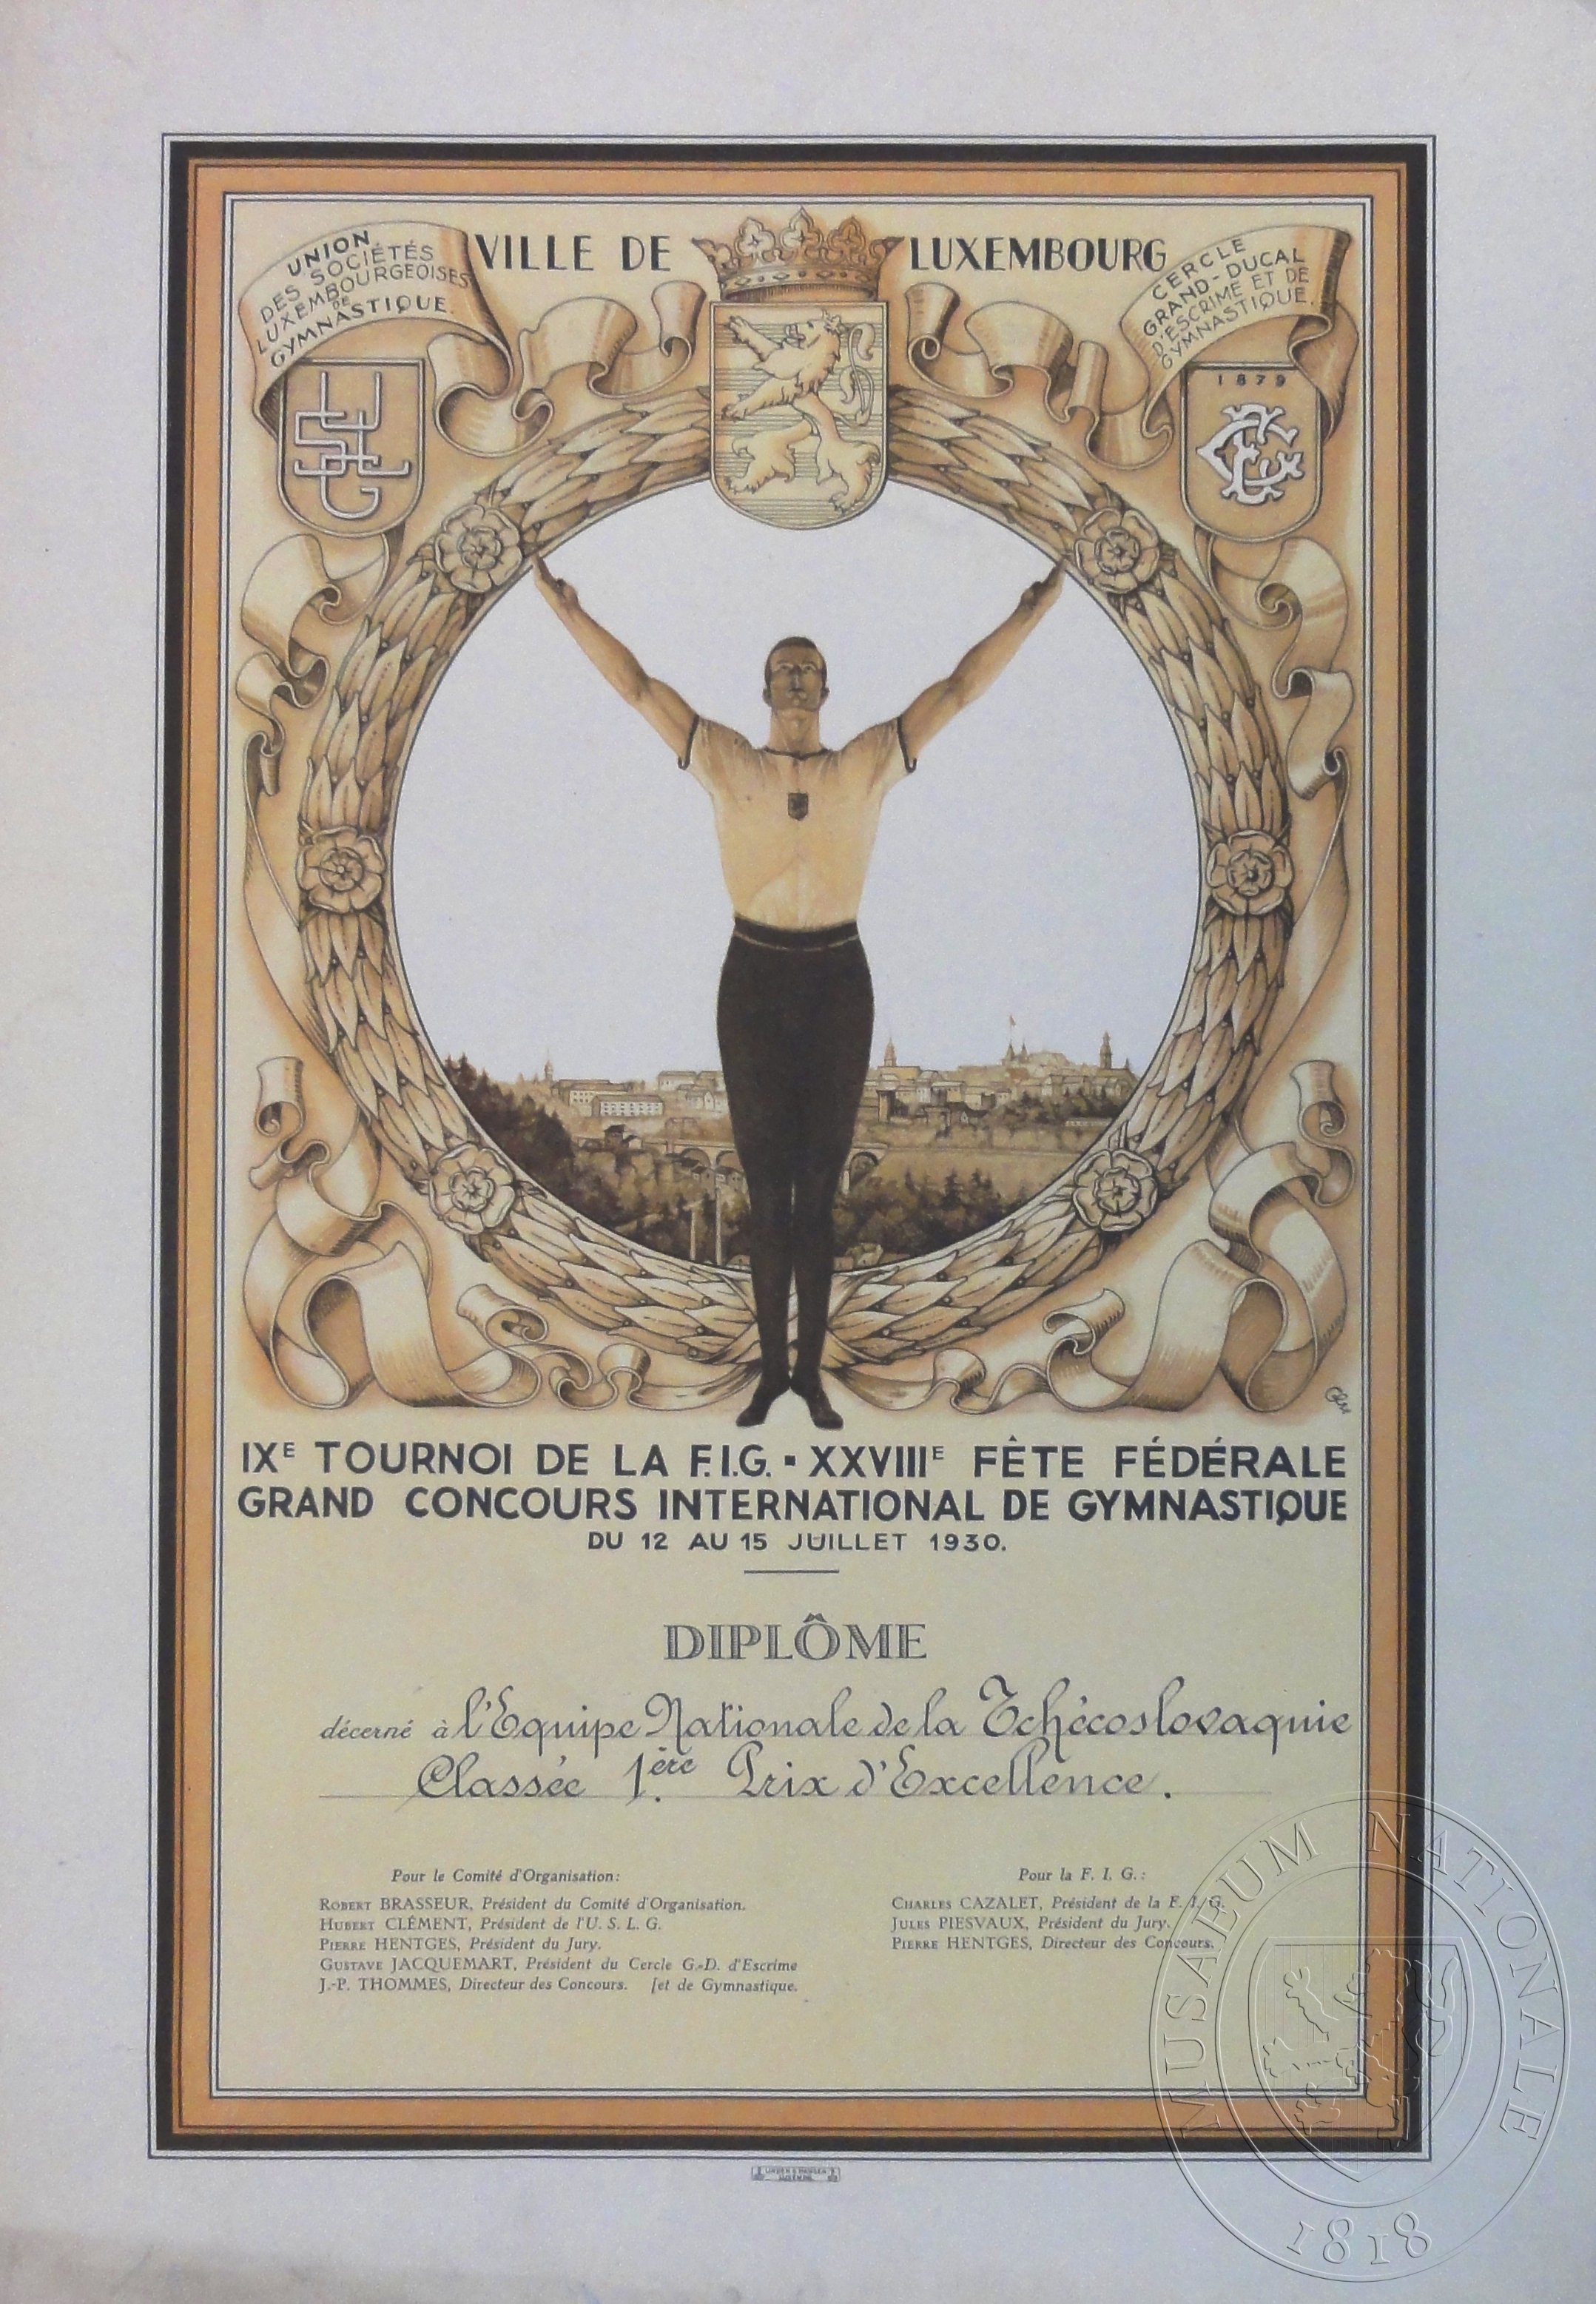 VILLE DE LUXEMBOURG
UNION
DES SOCIÉTÉS
LUXEMBOURGEOISES
DE
GYMNASTIQUE.
CERCLE
GRAND-DUCAL
D'ESCRIME ET DE
GYMNASTIQUE.
1879
IXE TOURNOI DE LA F.I.G. ▪ XXVIIIE FÊTE FÉDÉRALE
GRAND CONCOURS INTERNATIONAL DE GYMNASTIQUE
DU 12 AU 15 JUILLET 1930.
DIPLÔME
décerné à l'Equipe Nationale de la Tchécoslovaquie
Classée 1.ère Prix d'Excellence.
Pour le Comité d'Organisation:
ROBERT BRASSEUR, Président du Comité d'Organisation.
HUBERT CLÉMENT, Président de l'U. S. L. G.
PIERRE HENTGES, Président du Jury.
GUSTAVE JACQUEMART, Président du Cercle G.-D. d'Escrime
J.-P. THOMMES, Directeur des Concours. [et de Gymnastique.
Pour la F. I. G.:
CHARLES CAZALET, Président de la F. I. G.
JULES PIESVAUX, Président du Jury.
PIERRE HENTGES, Directeur des Concours.
MUSAEUM NATIONALE
1818